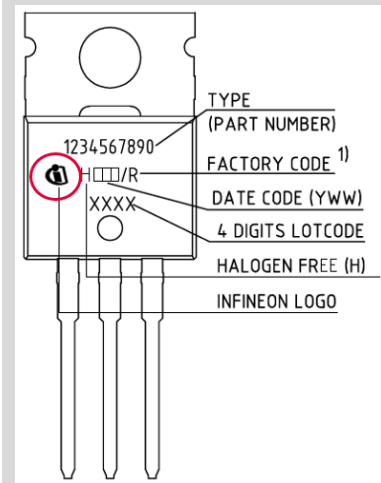 TYPE
(PART NUMBER)
1234567890
FACTORY CODE 1)
H□□□/R
DATE CODE (YWW)
XXXX
4 DIGITS LOTCODE
HALOGEN FREE (H)
INFINEON LOGO